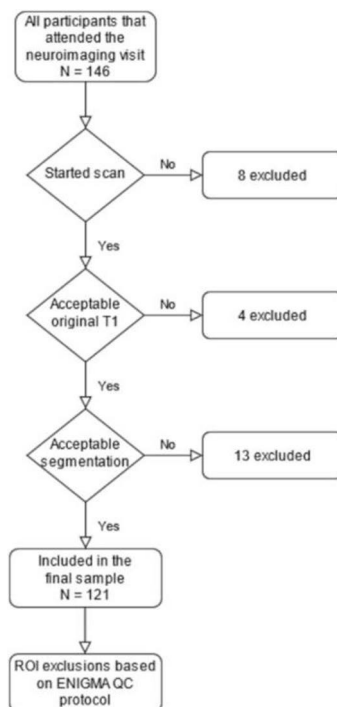 All participants that
attended the
neuroimaging visit
N = 146
Started scan
No
8 excluded
Yes
Acceptable
original T1
No
4 excluded
Yes
Acceptable
segmentation
No
13 excluded
Yes
Included in the
final sample
N = 121
ROI exclusions based
on ENIGMA QC
protocol